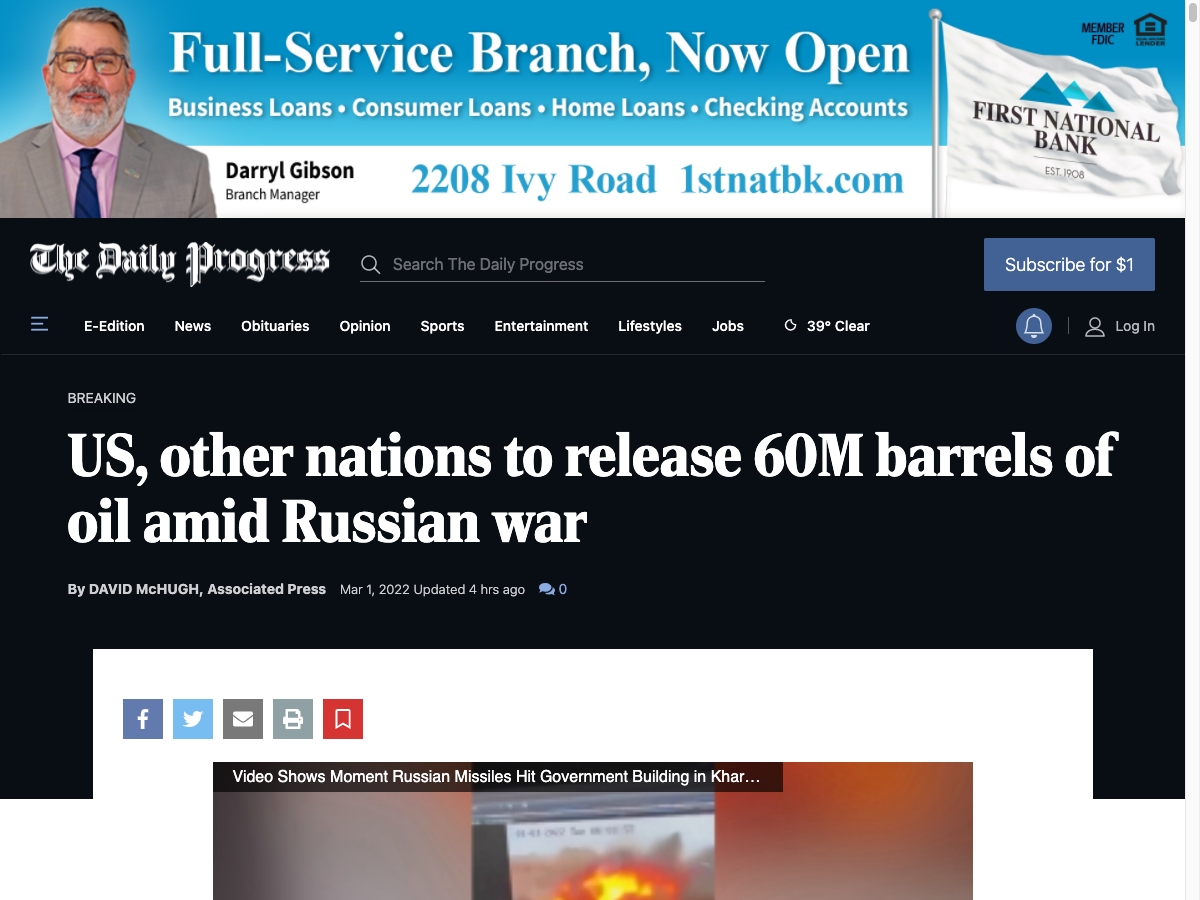 Full-Service Branch, Now Open
Business Loans • Consumer Loans • Home Loans • Checking Accounts
Darryl Gibson
Branch Manager
2208 Ivy Road 1stnatbk.com
MEMBER
FDIC
EQUAL HOUSING
LENDER
FIRST NATIONAL
BANK
EST. 1908
The Daily Progress
Search The Daily Progress
Subscribe for $1
E-Edition News Obituaries Opinion Sports Entertainment Lifestyles Jobs 39° Clear Log In
BREAKING
US, other nations to release 60M barrels of
oil amid Russian war
By DAVID McHUGH, Associated Press Mar 1, 2022 Updated 4 hrs ago 0
Video Shows Moment Russian Missiles Hit Government Building in Khar…